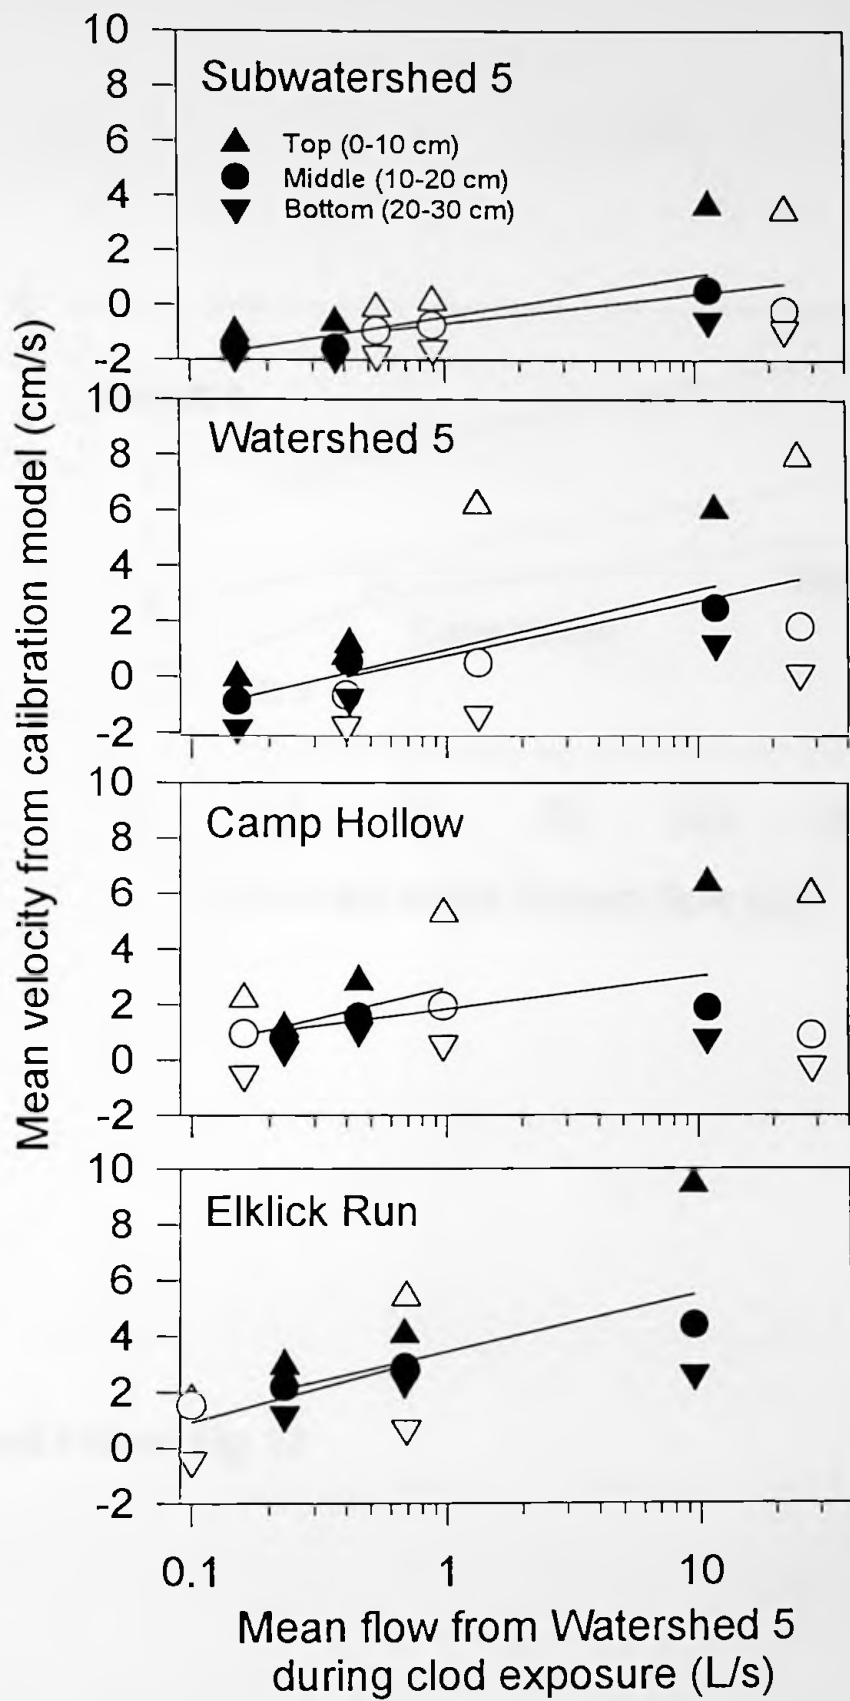 Mean velocity from calibration model (cm/s)
10
8
6
4
2
0
-2
Subwatershed 5
Top (0-10 cm)
Middle (10-20 cm)
Bottom (20-30 cm)
10
8
6
4
2
0
-2
Watershed 5
10
8
6
4
2
0
-2
Camp Hollow
10
8
6
4
2
0
-2
Elklick Run
0.1 1 10
Mean flow from Watershed 5
during clod exposure (L/s)